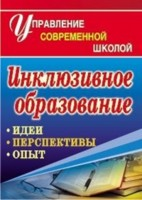 УПРАВЛЕНИЕ
СОВРЕМЕННОЙ
ШКОЛОЙ
Инклюзивное
образование
• ИДЕИ
• ПЕРСПЕКТИВЫ
• ОПЫТ